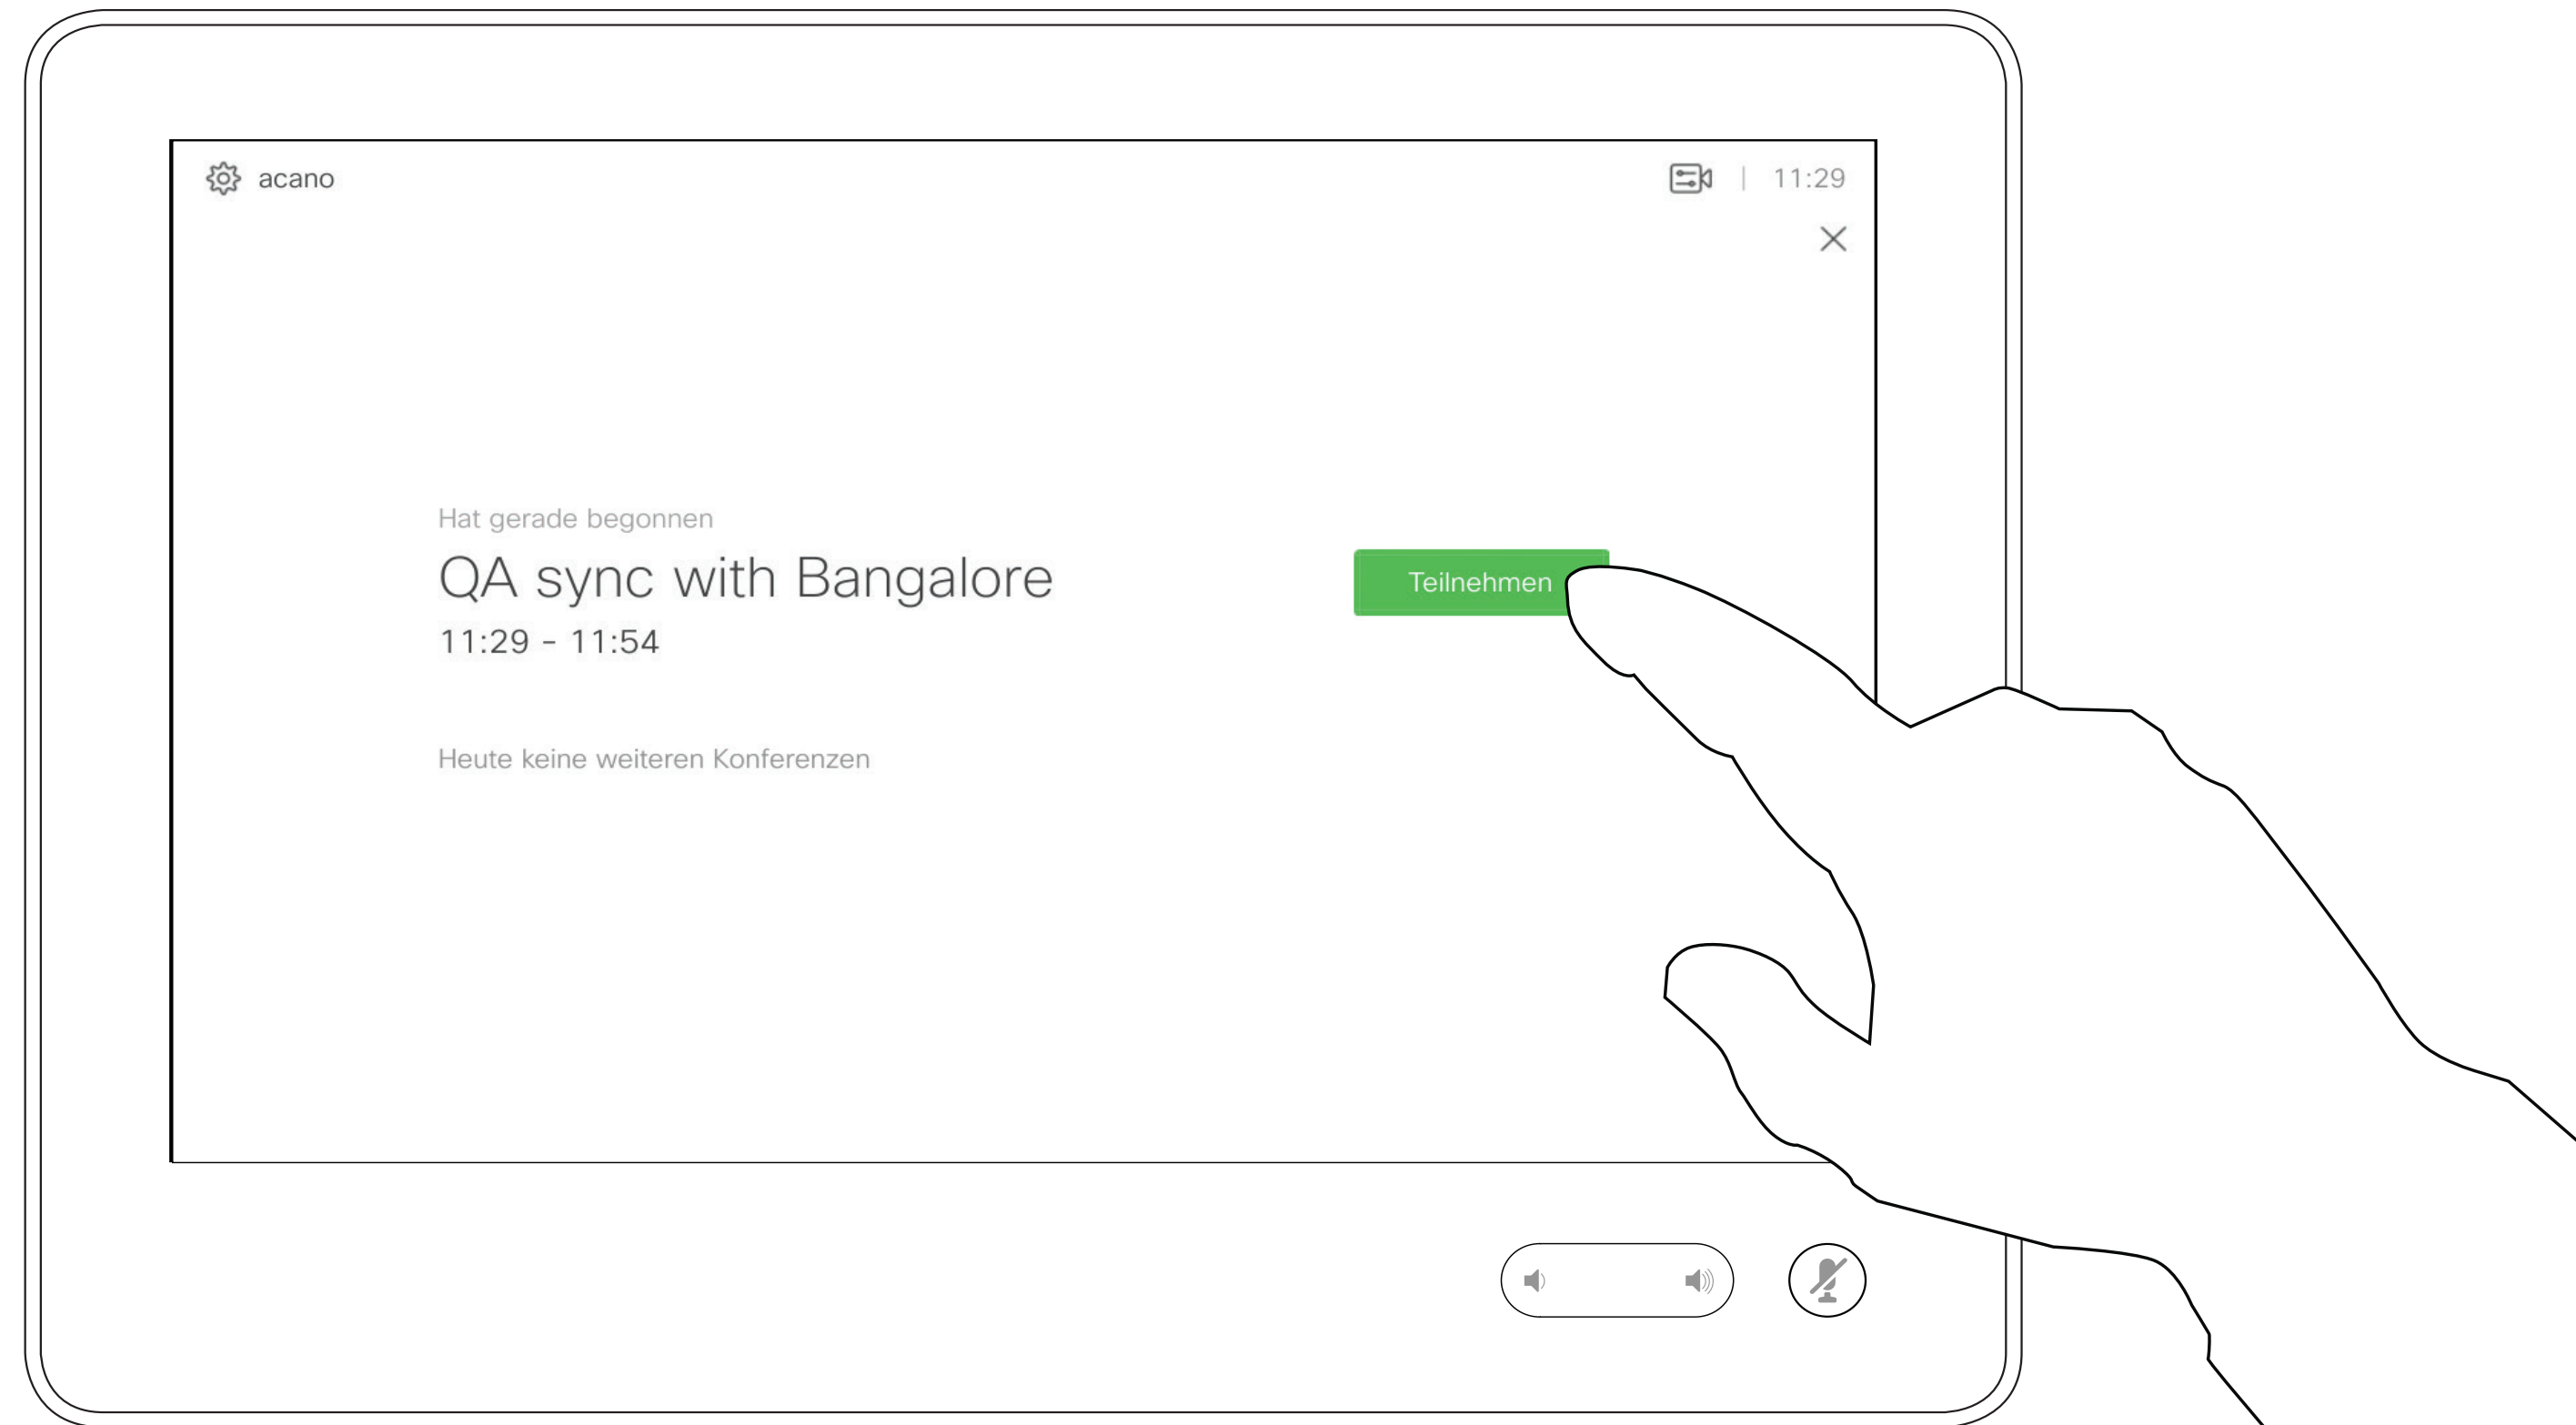 acano
11:29
Hat gerade begonnen
QA sync with Bangalore
11:29 - 11:54
Teilnehmen
Heute keine weiteren Konferenzen